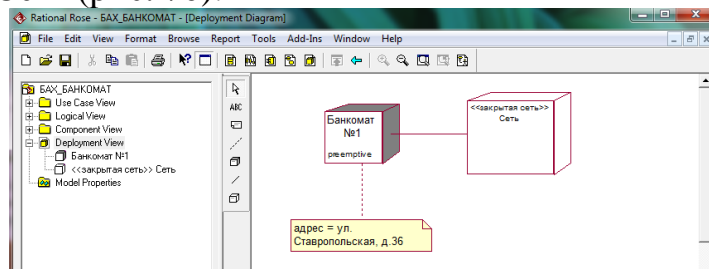 Rational Rose - БАХ_БАНКОМАТ - [Deployment Diagram]
File Edit View Format Browse Report Tools Add-Ins Window Help
БАХ_БАНКОМАТ
Use Case View
Logical View
Component View
Deployment View
Банкомат №1
<<закрытая сеть>> Сеть
Model Properties
ABC
Банкомат
№1
preemptive
<<закрытая сеть>>
Сеть
адрес = ул.
Ставропольская, д.36